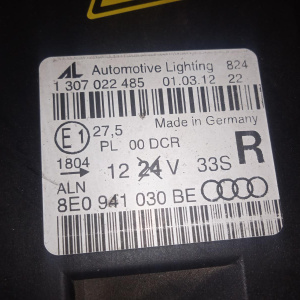 AL Automotive Lighting 824
1 307 022 485 01.03.12 22
Made in Germany
E1 27,5
PL 00 DCR
1804 12 24 V 33S R
ALN
8E0 941 030 BE